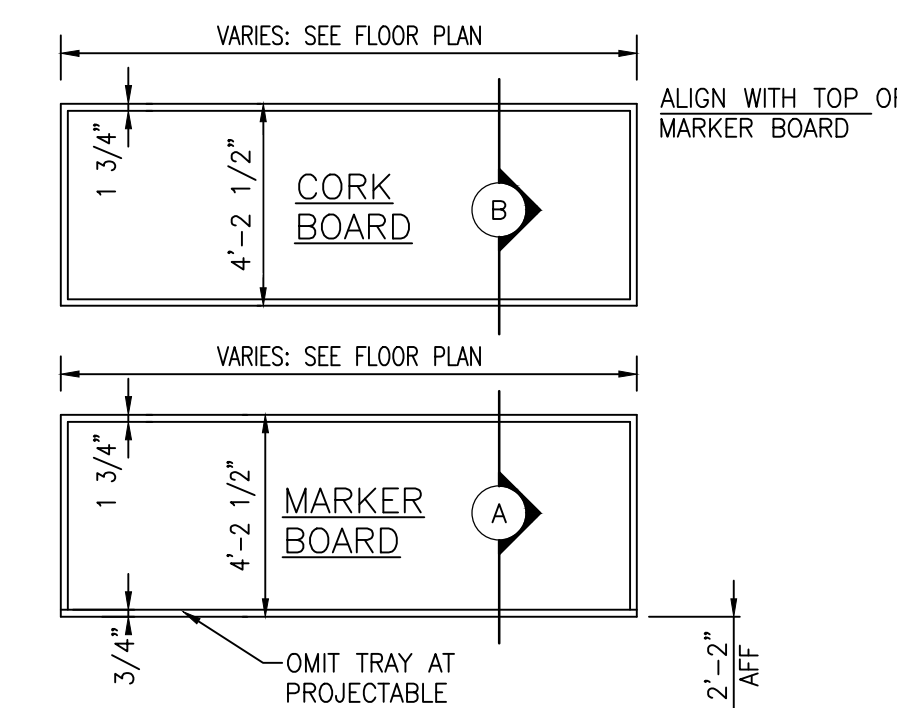 VARIES: SEE FLOOR PLAN
ALIGN WITH TOP
MARKER BOARD
1 3/4"
4'-2 1/2"
CORK
BOARD
B
VARIES: SEE FLOOR PLAN
1 3/4"
4'-2 1/2"
MARKER
BOARD
A
3/4"
OMIT TRAY AT
PROJECTABLE
2'-2"
AFF